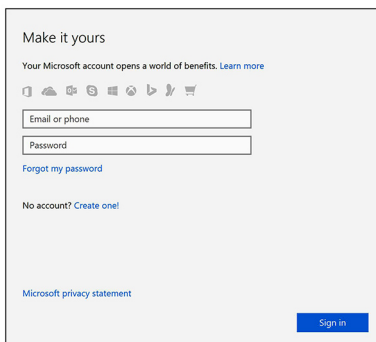 Make it yours
Your Microsoft account opens a world of benefits. Learn more
Email or phone
Password
Forgot my password
No account? Create one!
Microsoft privacy statement
Sign in